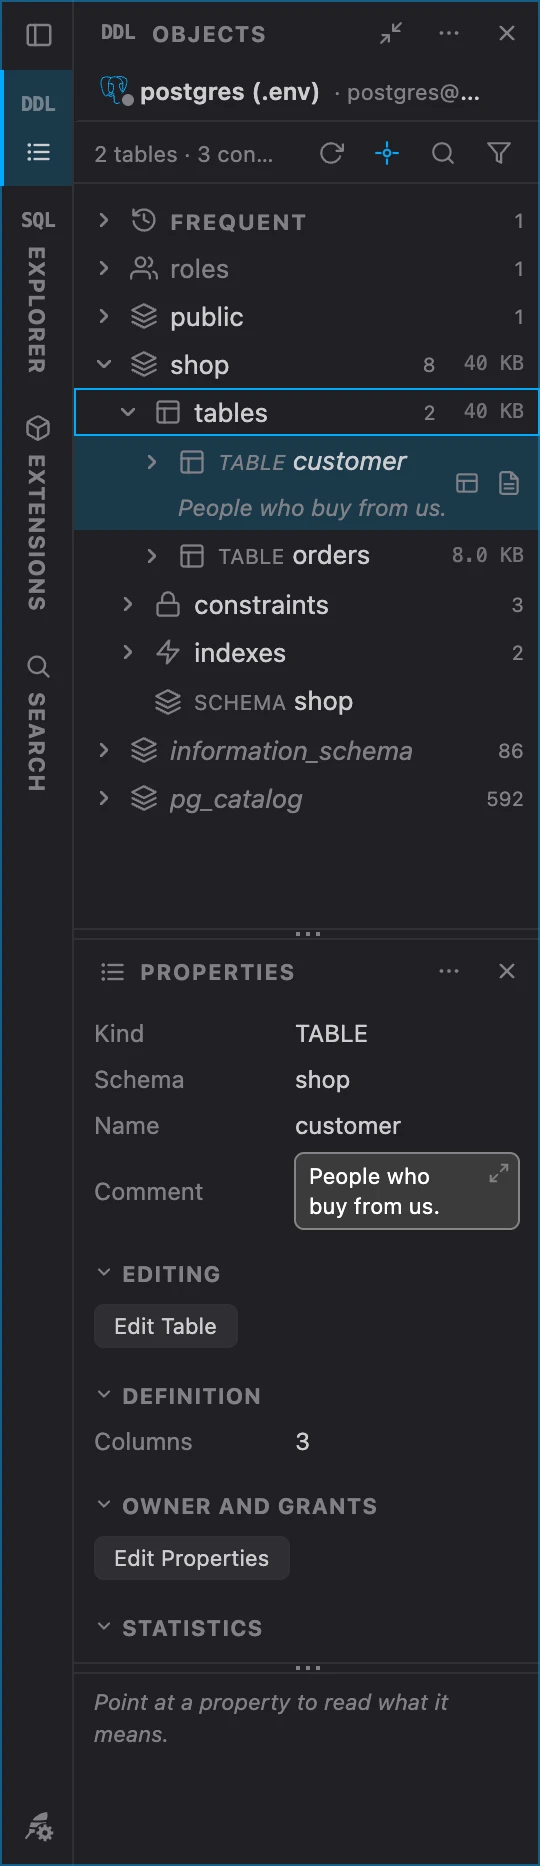 DDL OBJECTS
postgres (.env) · postgres@...
DDL
2 tables · 3 con...
SQL
EXPLORER
EXTENSIONS
SEARCH
FREQUENT 1
roles 1
public 1
shop 8 40 KB
tables 2 40 KB
TABLE customer
People who buy from us.
TABLE orders 8.0 KB
constraints 3
indexes 2
SCHEMA shop
information_schema 86
pg_catalog 592
PROPERTIES
Kind TABLE
Schema shop
Name customer
Comment People who
buy from us.
EDITING
Edit Table
DEFINITION
Columns 3
OWNER AND GRANTS
Edit Properties
STATISTICS
Point at a property to read what it
means.